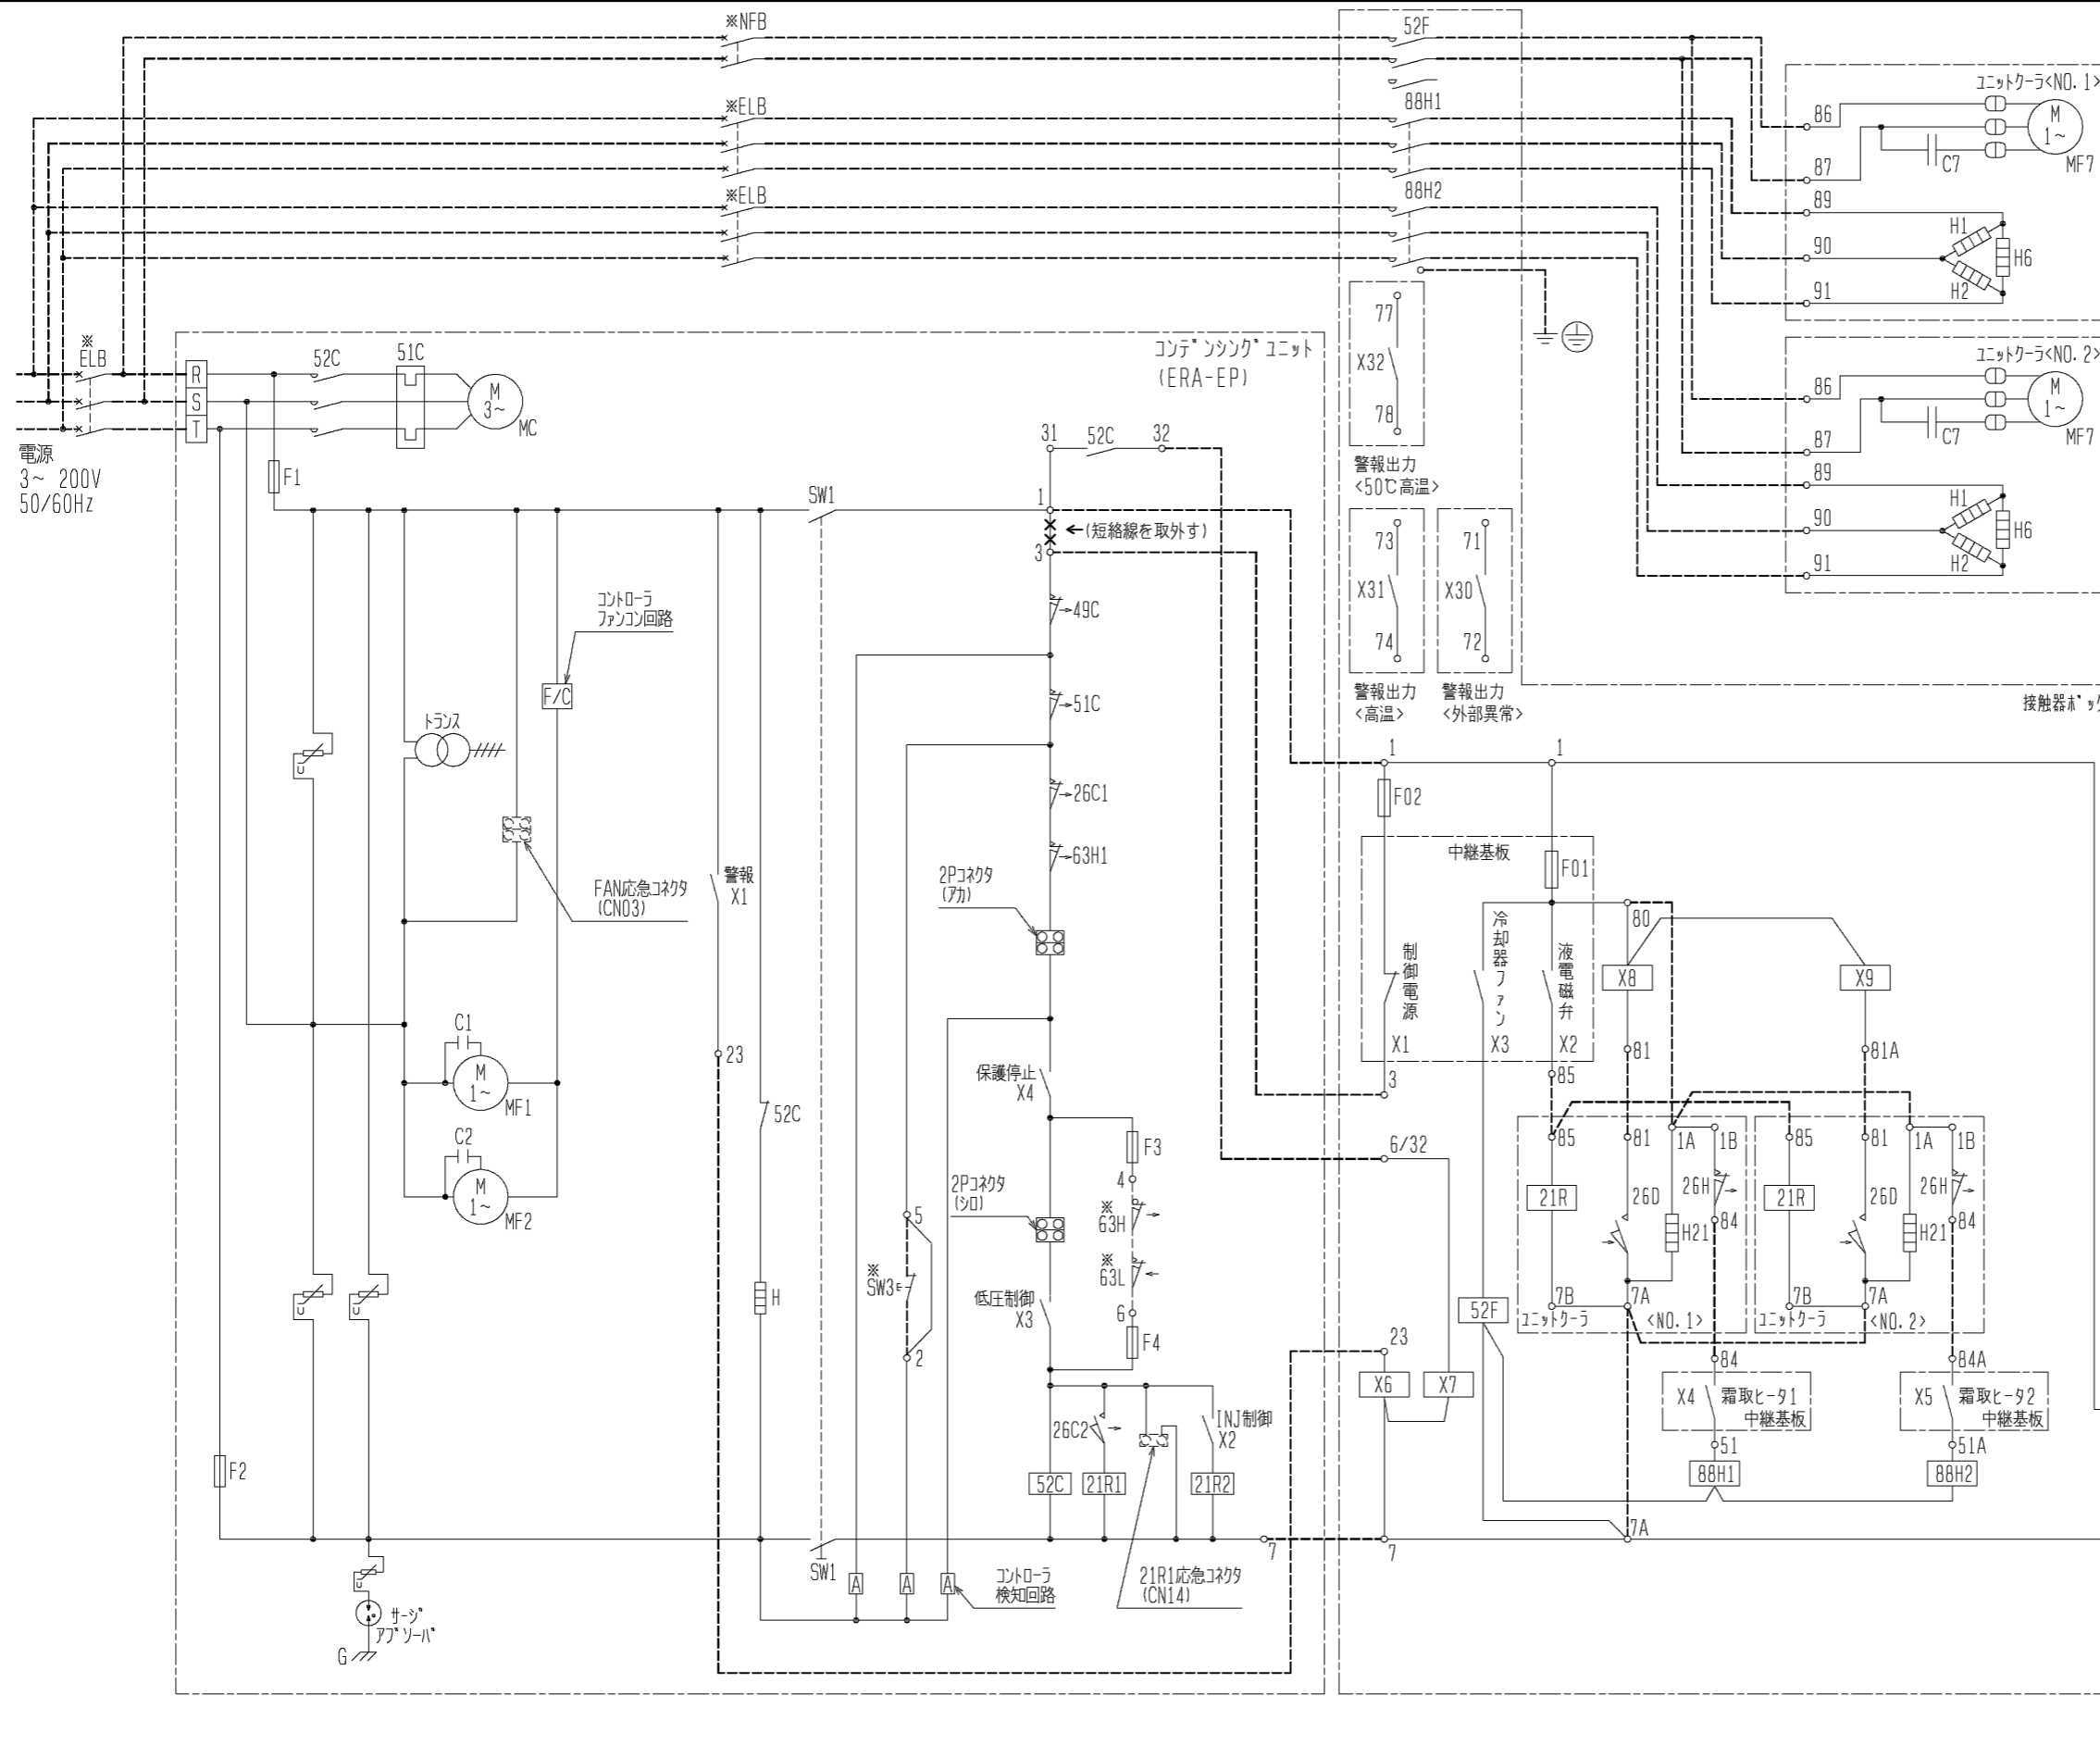 ※NFB
52F
※ELB
88H1
※ELB
88H2
ユニットクーラ<NO. 1>
86
87
C7
M
1~
MF7
89
90
91
H1
H2
H6
ユニットクーラ<NO. 2>
86
87
C7
M
1~
MF7
89
90
91
H1
H2
H6
※
ELB
電源
3~ 200V
50/60Hz
R
S
T
52C
51C
M
3~
MC
コンデンシングユニット
(ERA-EP)
77
X32
78
警報出力
<50℃高温>
73
X31
74
警報出力
<高温>
71
X30
72
警報出力
<外部異常>
31
52C
32
F1
SW1
1
←(短絡線を取外す)
3
49C
51C
26C1
63H1
コントローラ
ファンコン回路
F/C
トランス
U
FAN応急コネクタ
(CN03)
警報
X1
2Pコネクタ
(アカ)
C1
M
1~
MF1
C2
M
1~
MF2
23
52C
H
保護停止
X4
F3
4
※
63H
※
63L
6
F4
2Pコネクタ
(シロ)
低圧制御
X3
5
※
SW3
2
U
U
F2
26C2
INJ制御
X2
52C
21R1
21R2
7
SW1
A
A
A
コントローラ
検知回路
21R1応急コネクタ
(CN14)
U
サージ
アブソーバ
G
1
1
F02
中継基板
F01
制御電源
X1
冷却器ファン
X3
液電磁弁
X2
80
X8
X9
3
85
81
81A
6/32
85
81
1A
1B
21R
26D
26H
H21
84
7B
7A
ユニットクーラ
<NO. 1>
85
81
1A
1B
21R
26D
26H
H21
84
7B
7A
ユニットクーラ
<NO. 2>
52F
23
X6
X7
84
X4
霜取ヒータ1
中継基板
51
88H1
84A
X5
霜取ヒータ2
中継基板
51A
88H2
7
7A